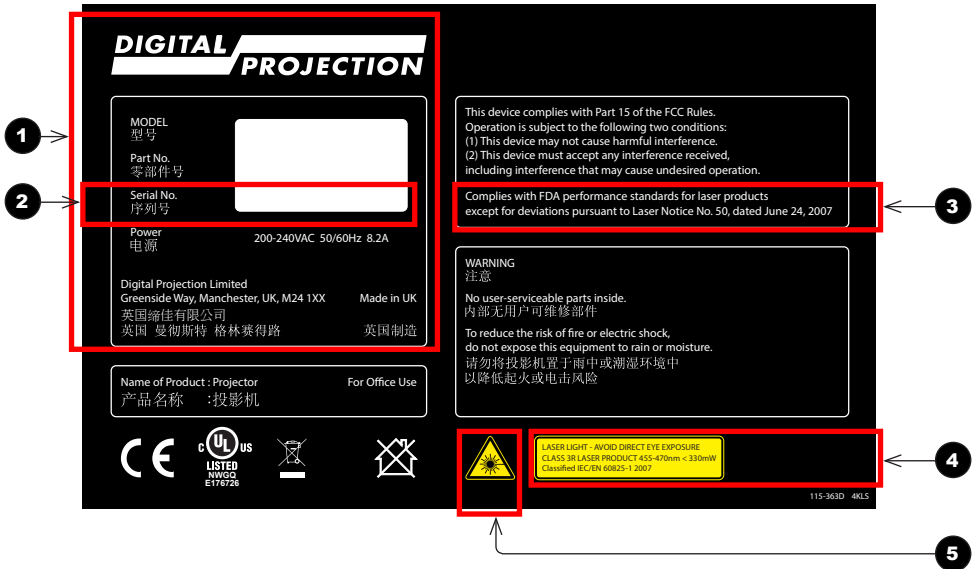 DIGITAL
PROJECTION
1
MODEL
型号
Part No.
零部件号
2
Serial No.
序列号
Power
电源
200-240VAC 50/60Hz 8.2A
Digital Projection Limited
Greenside Way, Manchester, UK, M24 1XX Made in UK
英国缔佳有限公司
英国 曼彻斯特 格林赛得路 英国制造
Name of Product : Projector For Office Use
产品名称 :投影机
C UL US
LISTED
NWGQ
E176726
This device complies with Part 15 of the FCC Rules.
Operation is subject to the following two conditions:
(1) This device may not cause harmful interference.
(2) This device must accept any interference received,
including interference that may cause undesired operation.
Complies with FDA performance standards for laser products
except for deviations pursuant to Laser Notice No. 50, dated June 24, 2007
3
WARNING
注意
No user-serviceable parts inside.
内部无用户可维修部件
To reduce the risk of fire or electric shock,
do not expose this equipment to rain or moisture.
请勿将投影机置于雨中或潮湿环境中
以降低起火或电击风险
LASER LIGHT - AVOID DIRECT EYE EXPOSURE
CLASS 3R LASER PRODUCT 455-470nm < 330mW
Classified IEC/EN 60825-1 2007
4
115-363D 4KLS
5